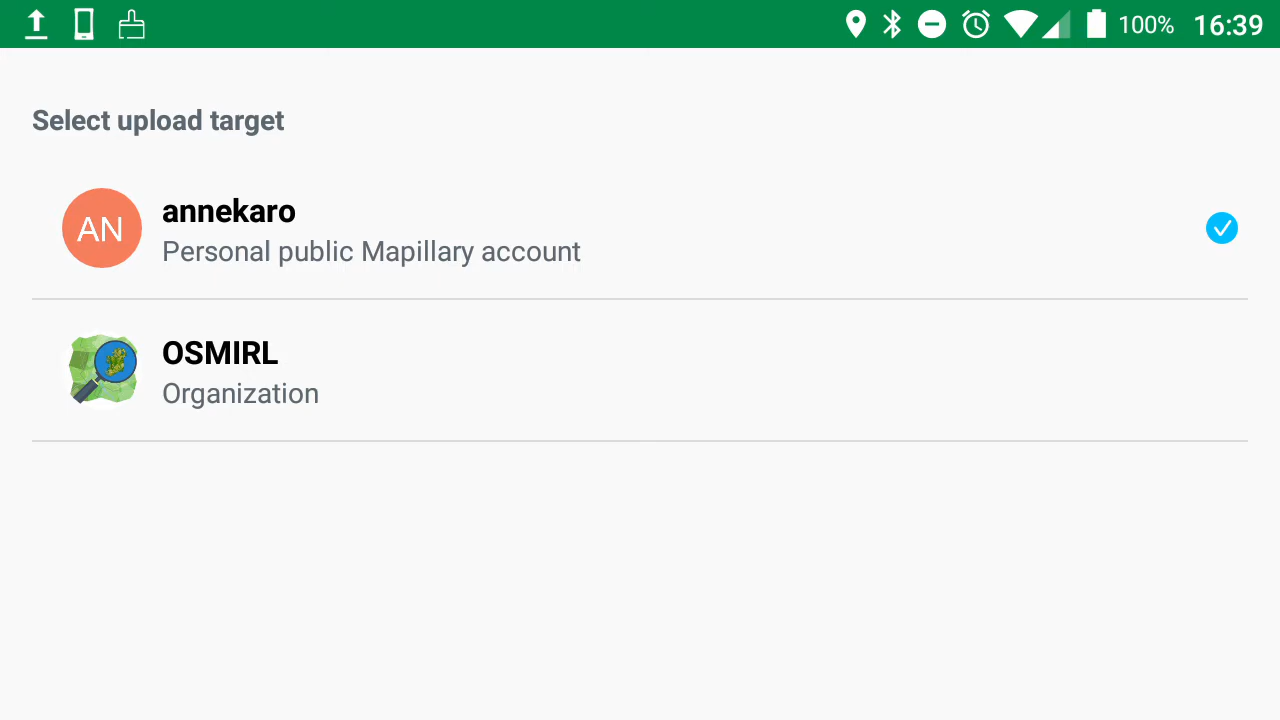 100% 16:39
Select upload target
AN
annekaro
Personal public Mapillary account
OSMIRL
Organization